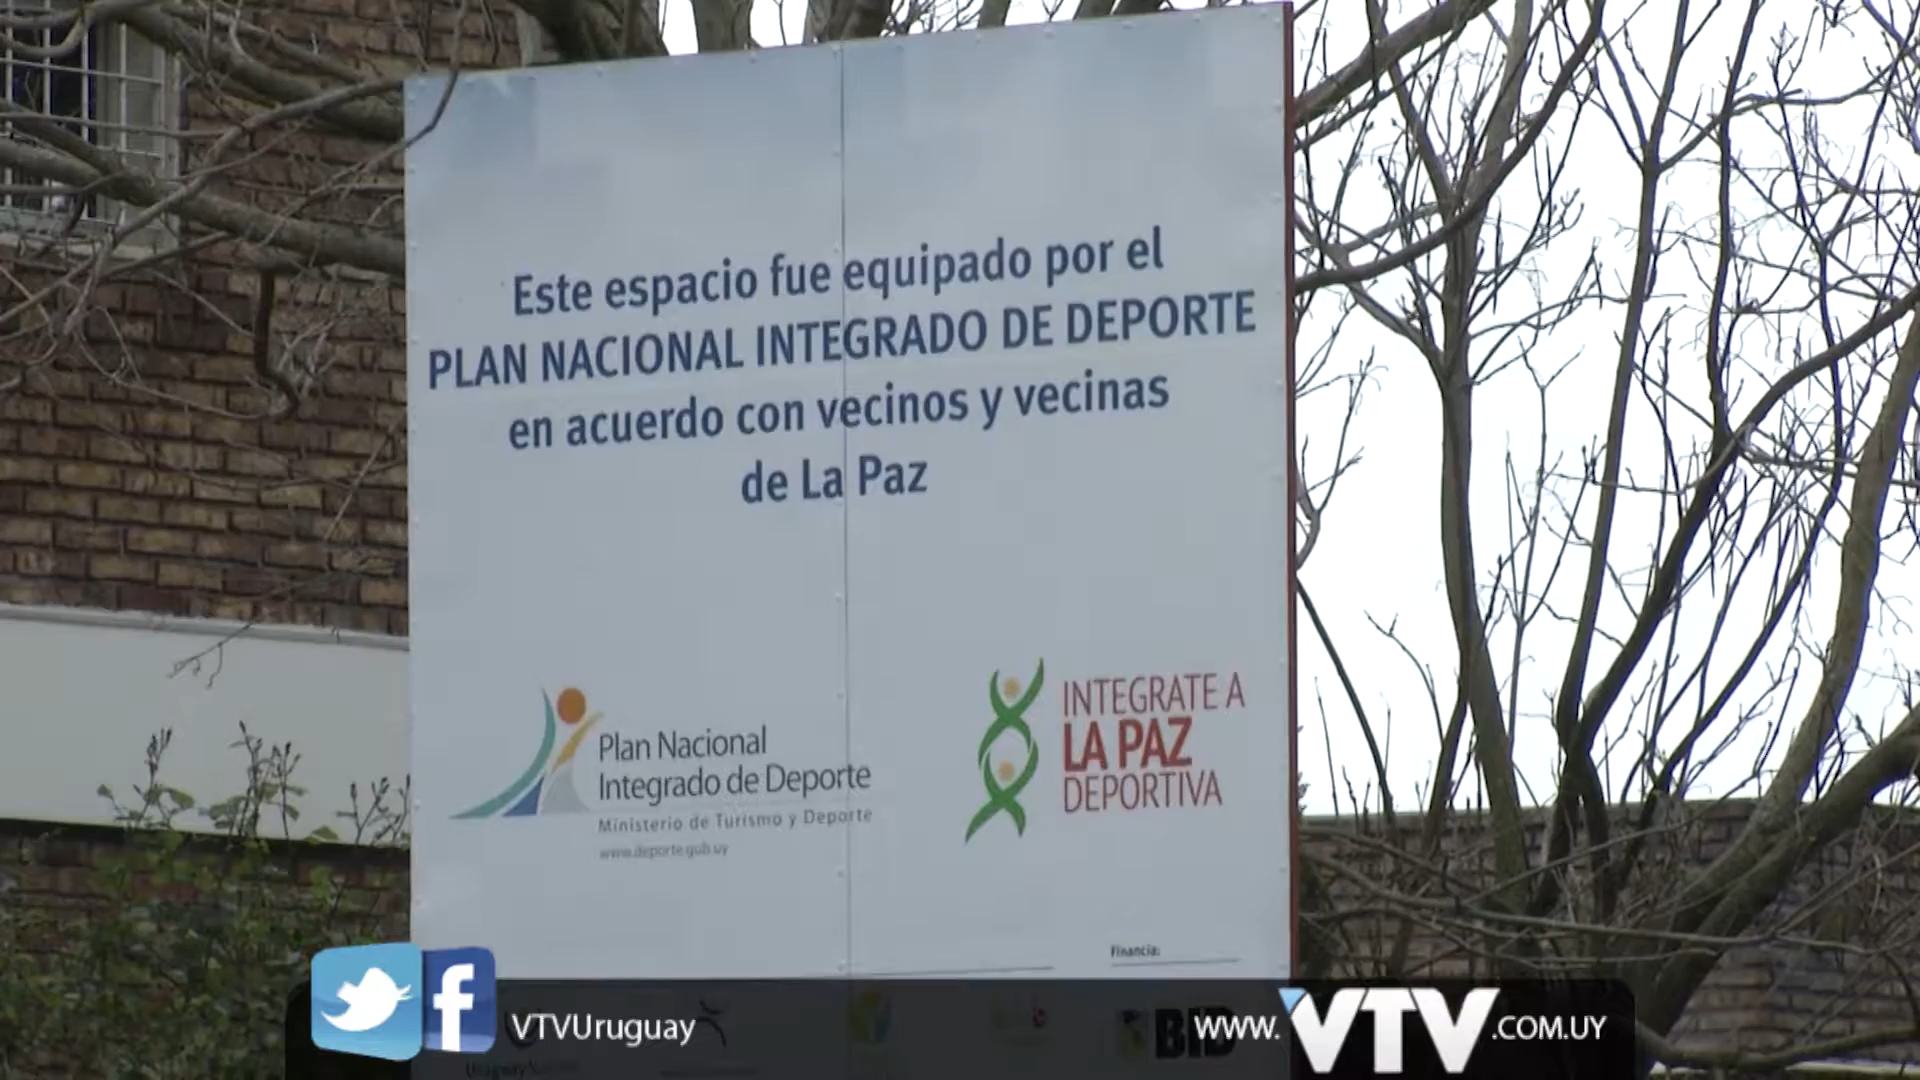 Este espacio fue equipado por el
PLAN NACIONAL INTEGRADO DE DEPORTE
en acuerdo con vecinos y vecinas
de La Paz
Plan Nacional
Integrado de Deporte
Ministerio de Turismo y Deporte
www.deporte.gub.uy
INTEGRATE A
LA PAZ
DEPORTIVA
Financia:
BID
VTVUruguay
WWW.VTV.COM.UY